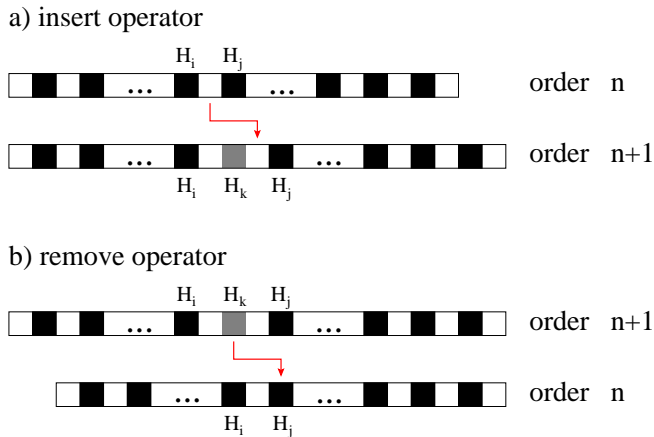 a) insert operator
H_i H_j
... ... order n
... ... order n+1
H_i H_k H_j
b) remove operator
H_i H_k H_j
... ... order n+1
... ... order n
H_i H_j